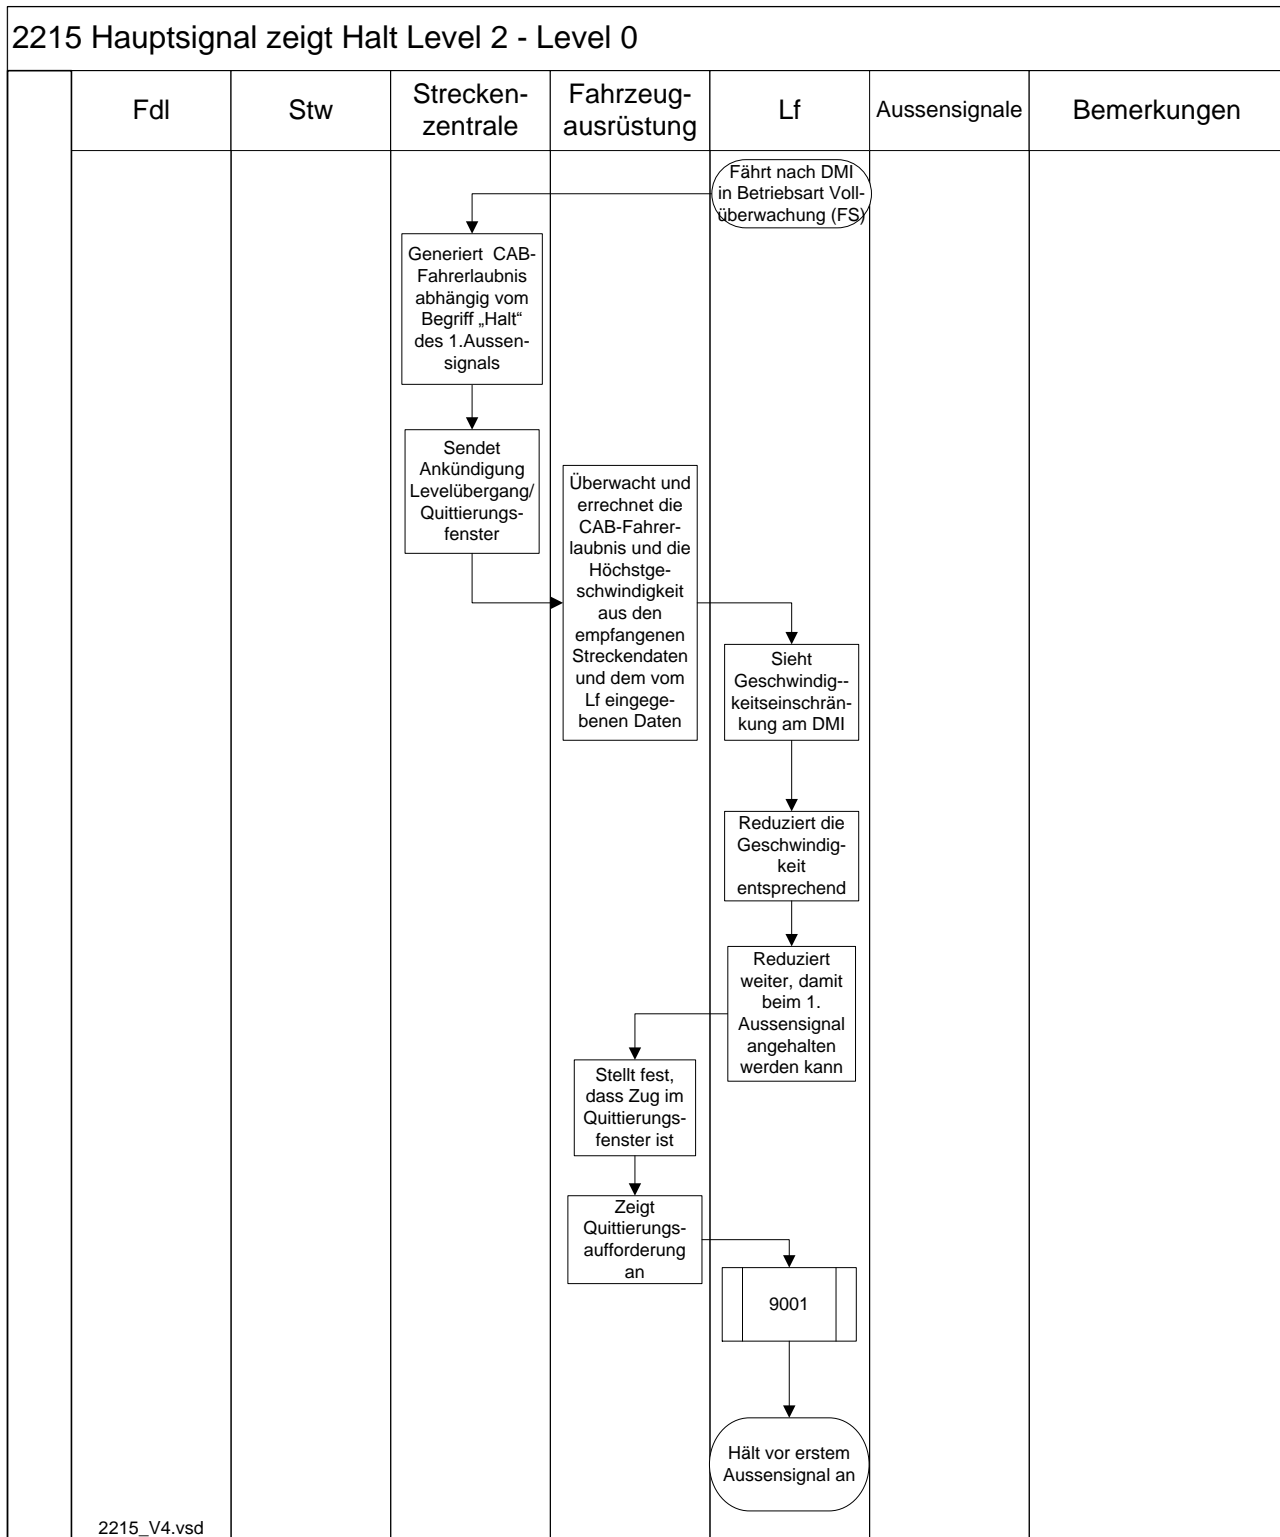 2215 Hauptsignal zeigt Halt Level 2 - Level 0
Fdl
Stw
Strecken-
zentrale
Fahrzeug-
ausrüstung
Lf
Aussensignale
Bemerkungen
Fährt nach DMI
in Betriebsart Voll-
überwachung (FS)
Generiert CAB-
Fahrerlaubnis
abhängig vom
Begriff „Halt“
des 1.Aussen-
signals
Sendet
Ankündigung
Levelübergang/
Quittierungs-
fenster
Überwacht und
errechnet die
CAB-Fahrer-
laubnis und die
Höchstge-
schwindigkeit
aus den
empfangenen
Streckendaten
und dem vom
Lf eingege-
benen Daten
Sieht
Geschwindig--
keitseinschrän-
kung am DMI
Reduziert die
Geschwindig-
keit
entsprechend
Reduziert
weiter, damit
beim 1.
Aussensignal
angehalten
werden kann
Stellt fest,
dass Zug im
Quittierungs-
fenster ist
Zeigt
Quittierungs-
aufforderung
an
9001
Hält vor erstem
Aussensignal an
2215_V4.vsd